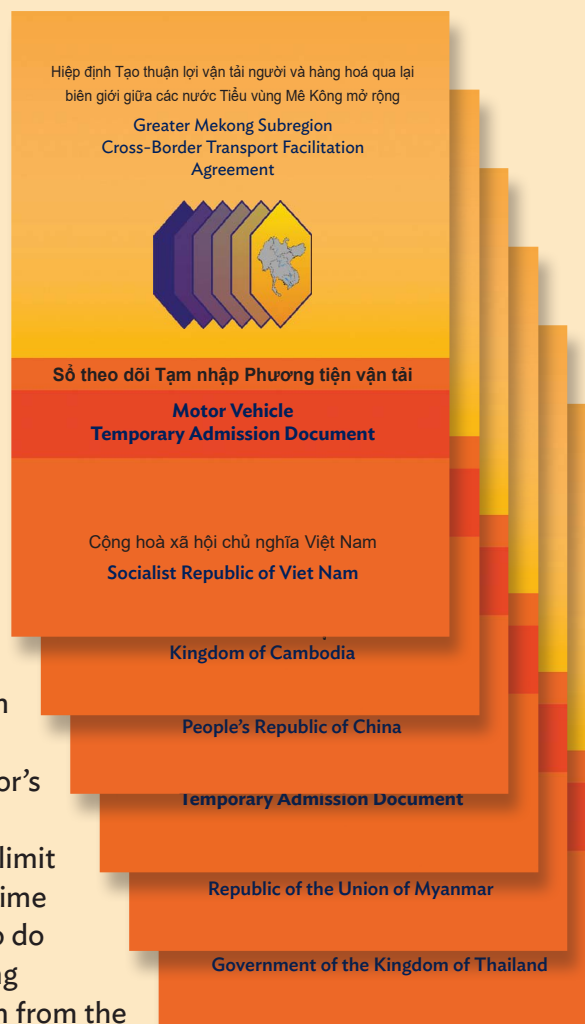 Hiệp định Tạo thuận lợi vận tải người và hàng hoá qua lại
biên giới giữa các nước Tiểu vùng Mê Kông mở rộng
Greater Mekong Subregion
Cross-Border Transport Facilitation
Agreement
Sổ theo dõi Tạm nhập Phương tiện vận tải
Motor Vehicle
Temporary Admission Document
Cộng hoà xã hội chủ nghĩa Việt Nam
Socialist Republic of Viet Nam
Kingdom of Cambodia
People's Republic of China
Temporary Admission Document
Republic of the Union of Myanmar
Government of the Kingdom of Thailand
or's
limit
ime
do
from the